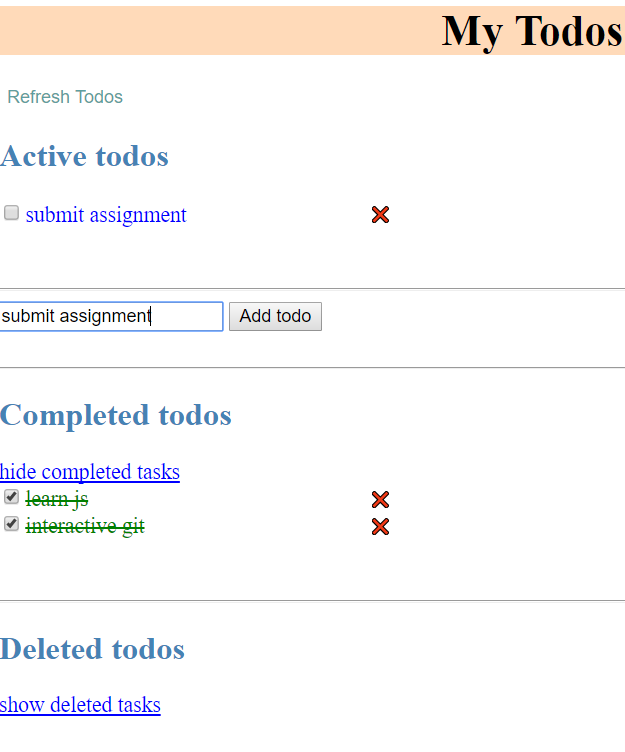 My Todos
Refresh Todos
Active todos
submit assignment
submit assignment Add todo
Completed todos
hide completed tasks
learn js
interactive git
Deleted todos
show deleted tasks